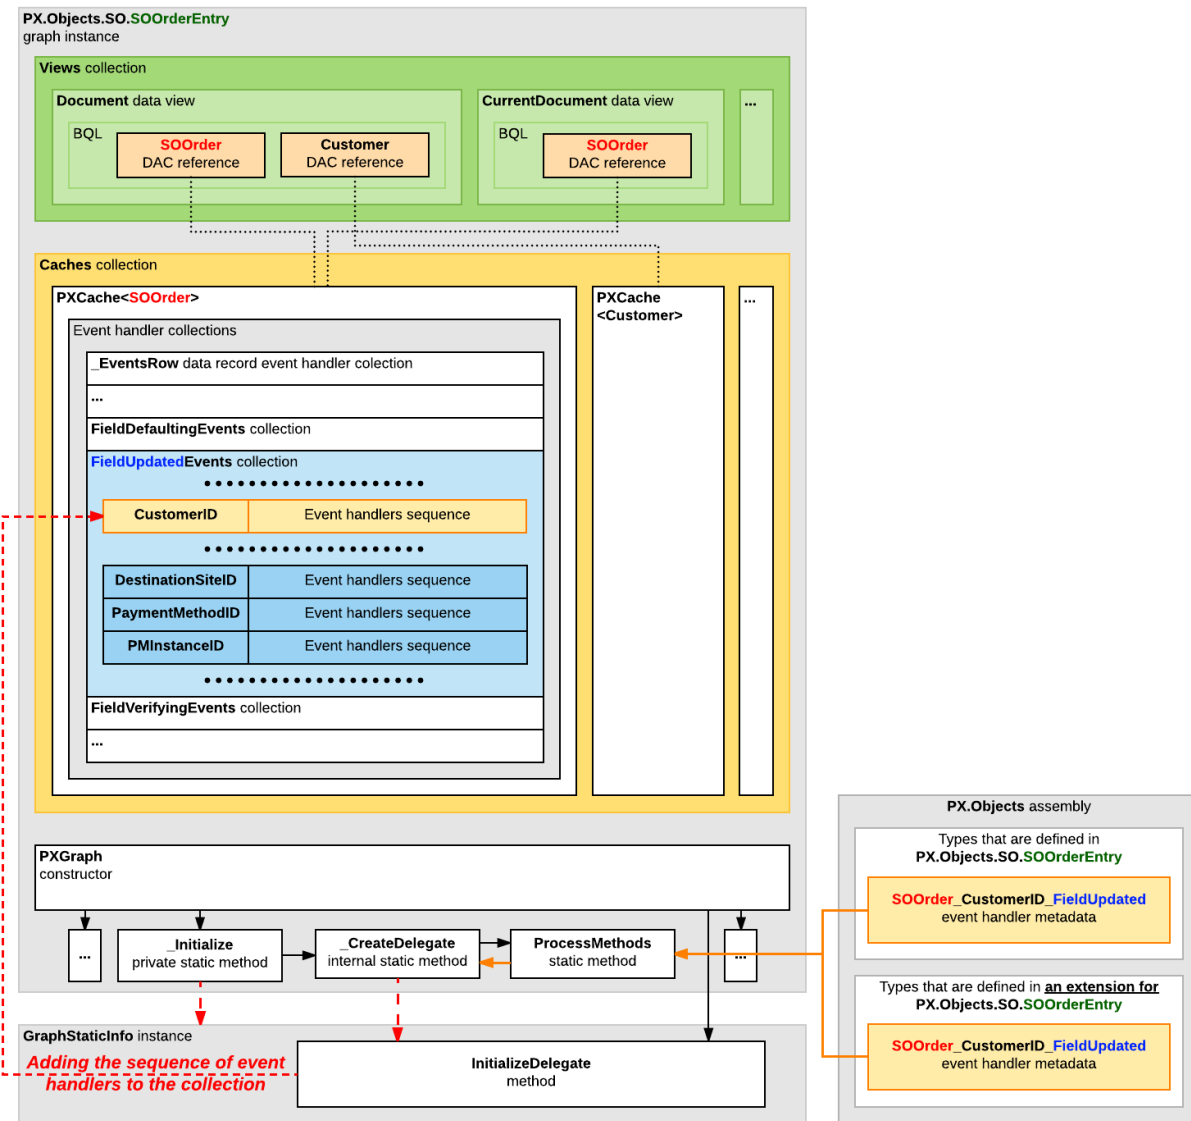 PX.Objects.SO.SOOrderEntry
graph instance
Views collection
Document data view
BQL
SOOrder
DAC reference
Customer
DAC reference
CurrentDocument data view
BQL
SOOrder
DAC reference
...
Caches collection
PXCache<SOOrder>
Event handler collections
_EventsRow data record event handler colection
...
FieldDefaultingEvents collection
FieldUpdatedEvents collection
CustomerID
Event handlers sequence
DestinationSiteID
Event handlers sequence
PaymentMethodID
Event handlers sequence
PMInstanceID
Event handlers sequence
FieldVerifyingEvents collection
...
PXCache
<Customer>
...
PXGraph
constructor
...
_Initialize
private static method
_CreateDelegate
internal static method
ProcessMethods
static method
...
GraphStaticInfo instance
Adding the sequence of event
handlers to the collection
InitializeDelegate
method
PX.Objects assembly
Types that are defined in
PX.Objects.SO.SOOrderEntry
SOOrder_CustomerID_FieldUpdated
event handler metadata
Types that are defined in an extension for
PX.Objects.SO.SOOrderEntry
SOOrder_CustomerID_FieldUpdated
event handler metadata